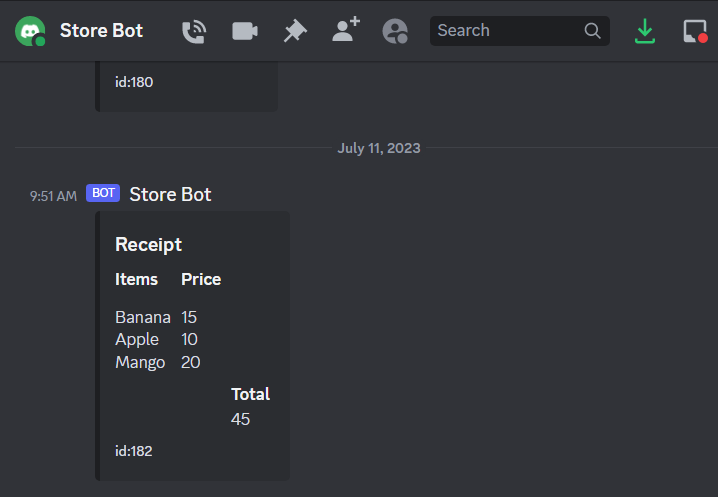 Store Bot
Search
id:180
July 11, 2023
9:51 AM BOT Store Bot
Receipt
Items Price
Banana 15
Apple 10
Mango 20
Total
45
id:182